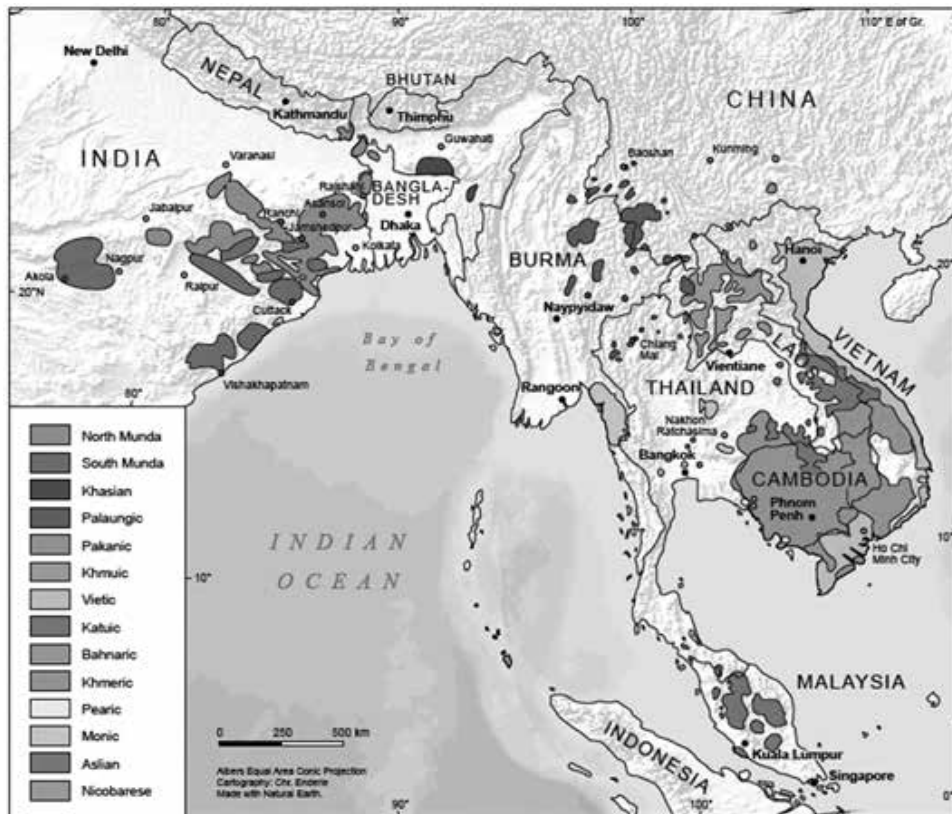 80°
90°
100°
110° E of Gr.
New Delhi
NEPAL
BHUTAN
CHINA
Kathmandu
Thimphu
Guwahati
INDIA
Varanasi
Baoshan
Kunming
BANGLA-
DESH
Asansol
Jabalpur
Ranchi
Dhaka
Jamshedpur
Kolkata
Hanoi
BURMA
Nagpur
Akola
Raipur
20°N
20°
Cuttack
Naypyidaw
Chiang
Mai
LAOS
VIETNAM
Bay of
Bengal
Vientiane
Vishakhapatnam
80°
Rangoon
THAILAND
Nakhon
Ratchasima
Bangkok
CAMBODIA
Phnom
Penh
Ho Chi
Minh City
10°
INDIAN
OCEAN
10°
MALAYSIA
Kuala Lumpur
INDONESIA
Singapore
90°
100°
0°
North Munda
South Munda
Khasian
Palaungic
Pakanic
Khmuic
Vietic
Katuic
Bahnaric
Khmeric
Pearic
Monic
Aslian
Nicobarese
0 250 500 km
Albers Equal Area Conic Projection
Cartography: Chr. Enderle
Made with Natural Earth.